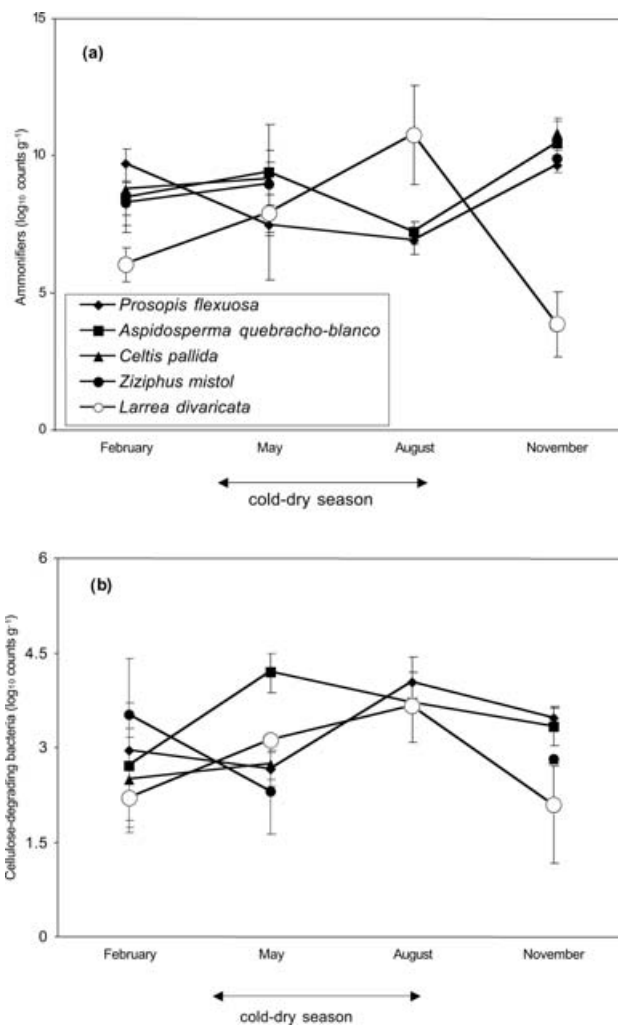 15
(a)
10
5
0
Ammonifiers (log₁₀ counts g⁻¹)
Prosopis flexuosa
Aspidosperma quebracho-blanco
Celtis pallida
Ziziphus mistol
Larrea divaricata
February May August November
cold-dry season
6
(b)
4.5
3
1.5
0
Cellulose-degrading bacteria (log₁₀ counts g⁻¹)
February May August November
cold-dry season